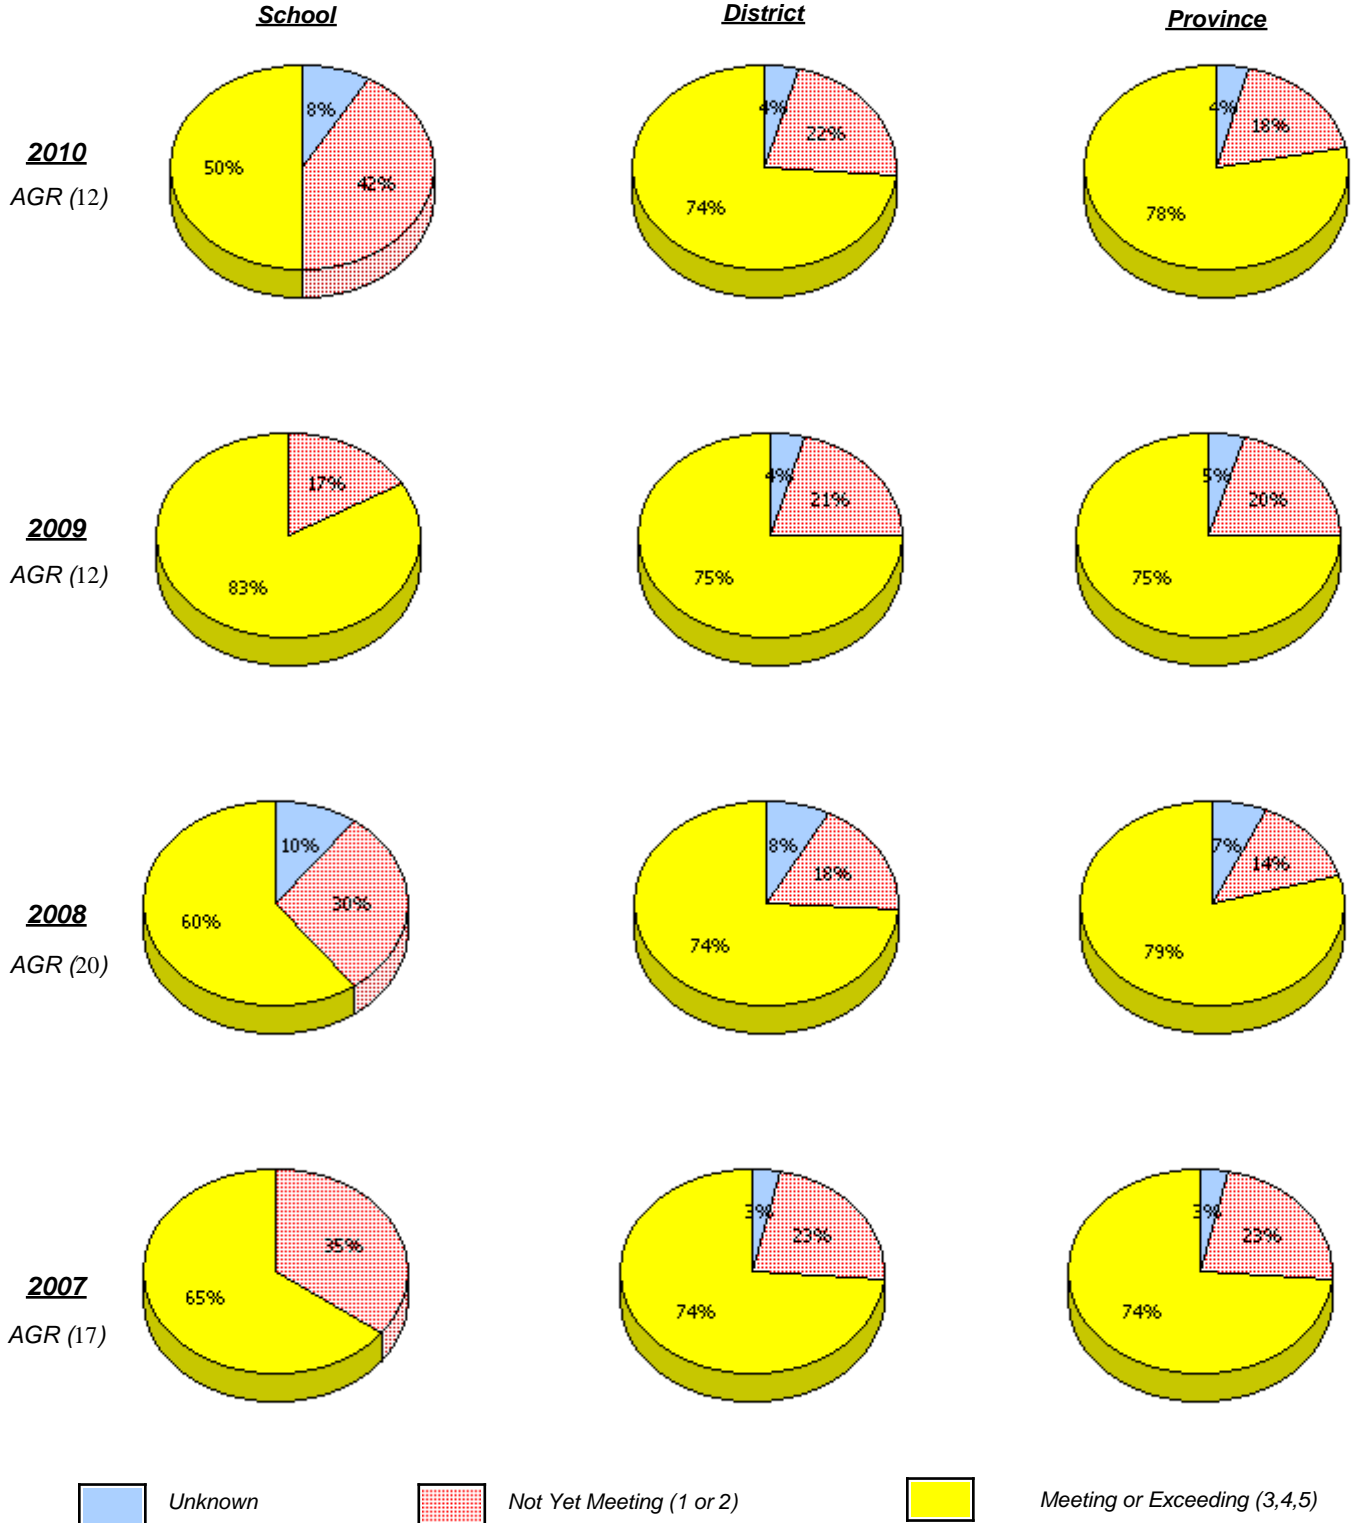 School District Province
8% 4% 4%
2010 50% 42% 22% 18%
AGR (12) 74% 78%
17% 4% 21% 5% 20%
2009
AGR (12) 83% 75% 75%
10% 8% 7%
2008 60% 30% 18% 14%
AGR (20) 74% 79%
35% 3% 23% 3% 23%
2007 65% 74% 74%
AGR (17)
Unknown Not Yet Meeting (1 or 2) Meeting or Exceeding (3,4,5)